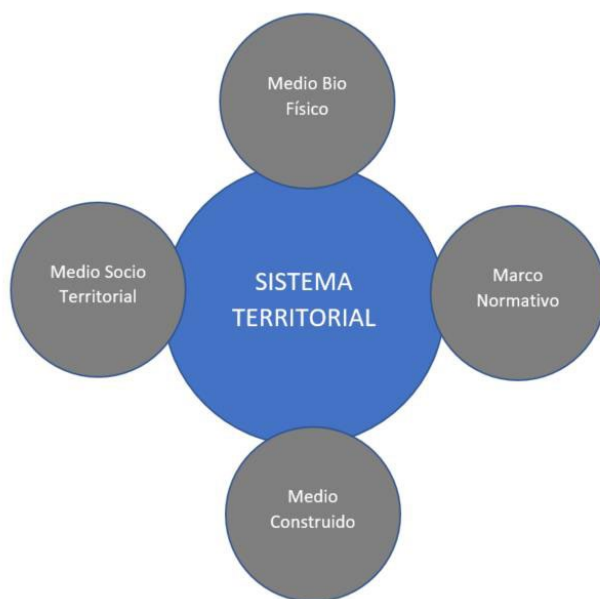 Medio Bio
Físico
Medio Socio
Territorial
SISTEMA
TERRITORIAL
Marco
Normativo
Medio
Construido